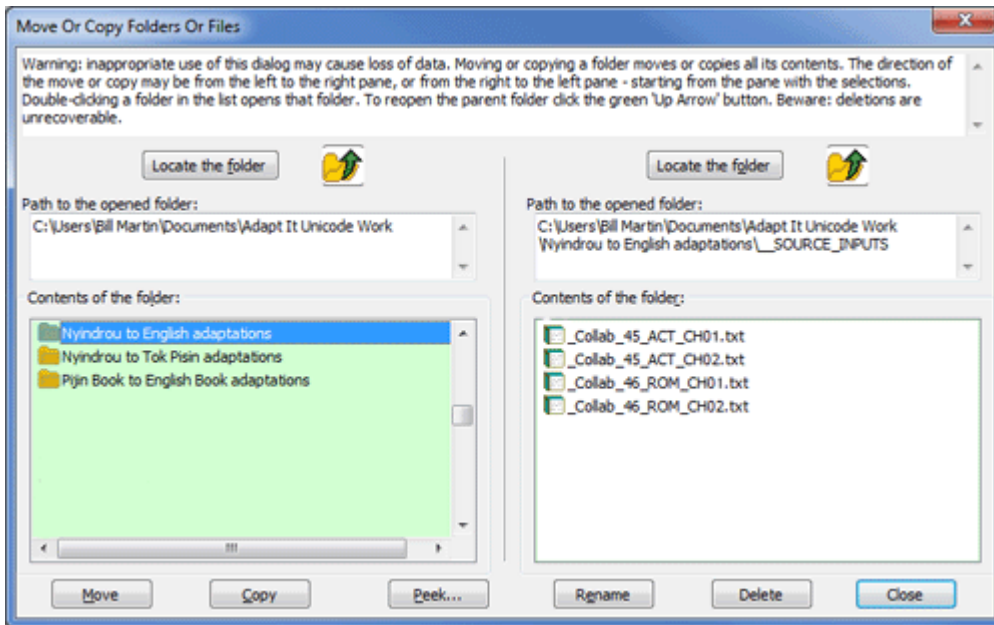 Move Or Copy Folders Or Files
Warning: inappropriate use of this dialog may cause loss of data. Moving or copying a folder moves or copies all its contents. The direction of
the move or copy may be from the left to the right pane, or from the right to the left pane - starting from the pane with the selections.
Double-clicking a folder in the list opens that folder. To reopen the parent folder click the green 'Up Arrow' button. Beware: deletions are
unrecoverable.
Locate the folder
Locate the folder
Path to the opened folder:
Path to the opened folder:
C:\Users\Bill Martin\Documents\Adapt It Unicode Work
C:\Users\Bill Martin\Documents\Adapt It Unicode Work
\Nyindrou to English adaptations\__SOURCE_INPUTS
Contents of the folder:
Nyindrou to English adaptations
Nyindrou to Tok Pisin adaptations
Pijin Book to English Book adaptations
Contents of the folder:
_Collab_45_ACT_CH01.txt
_Collab_45_ACT_CH02.txt
_Collab_46_ROM_CH01.txt
_Collab_46_ROM_CH02.txt
Move
Copy
Peek...
Rename
Delete
Close